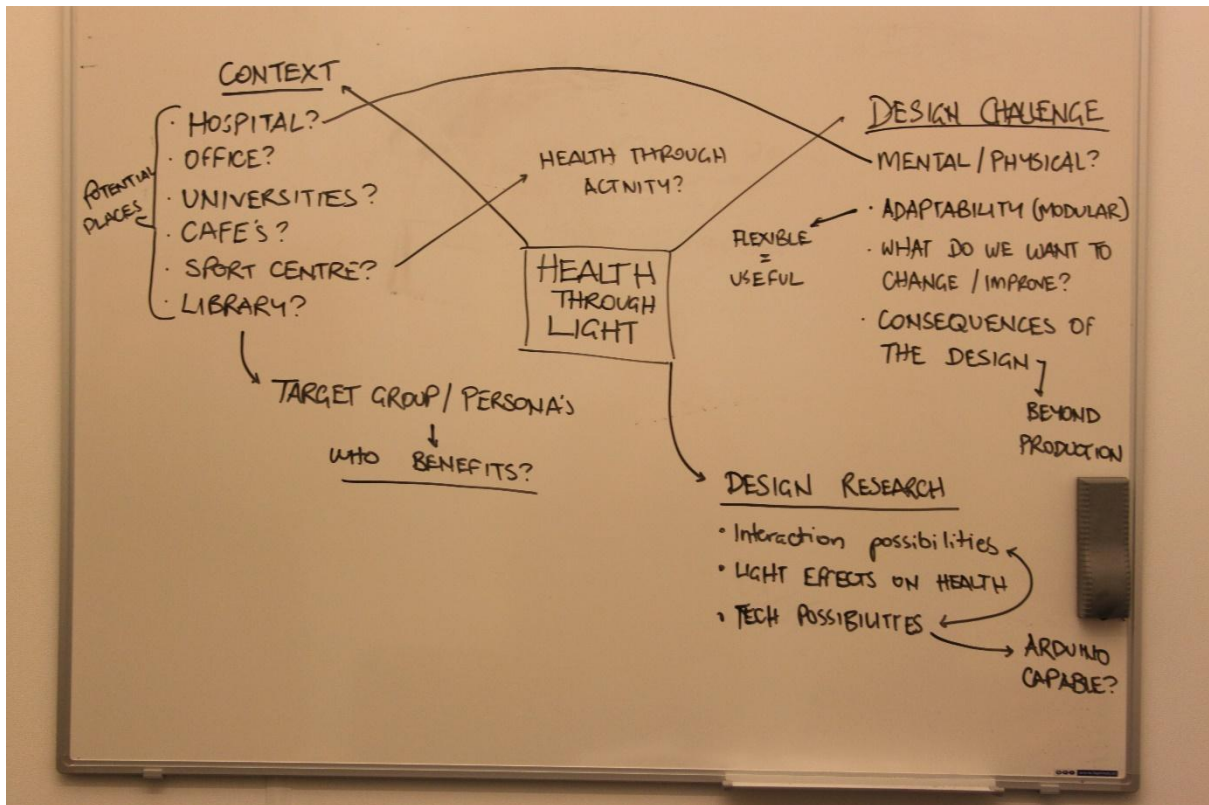 CONTEXT
POTENTIAL
PLACES
· HOSPITAL?
· OFFICE?
· UNIVERSITIES?
· CAFE'S?
· SPORT CENTRE?
· LIBRARY?
TARGET GROUP / PERSONA'S
WHO BENEFITS?
HEALTH THROUGH
ACTIVITY?
HEALTH
THROUGH
LIGHT
DESIGN CHALLENGE
MENTAL / PHYSICAL?
· ADAPTABILITY (MODULAR)
FLEXIBLE
=
USEFUL
· WHAT DO WE WANT TO
CHANGE / IMPROVE?
· CONSEQUENCES OF
THE DESIGN
BEYOND
PRODUCTION
DESIGN RESEARCH
· Interaction possibilities
· LIGHT EFFECTS ON HEALTH
· TECH POSSIBILITIES
ARDUINO
CAPABLE?